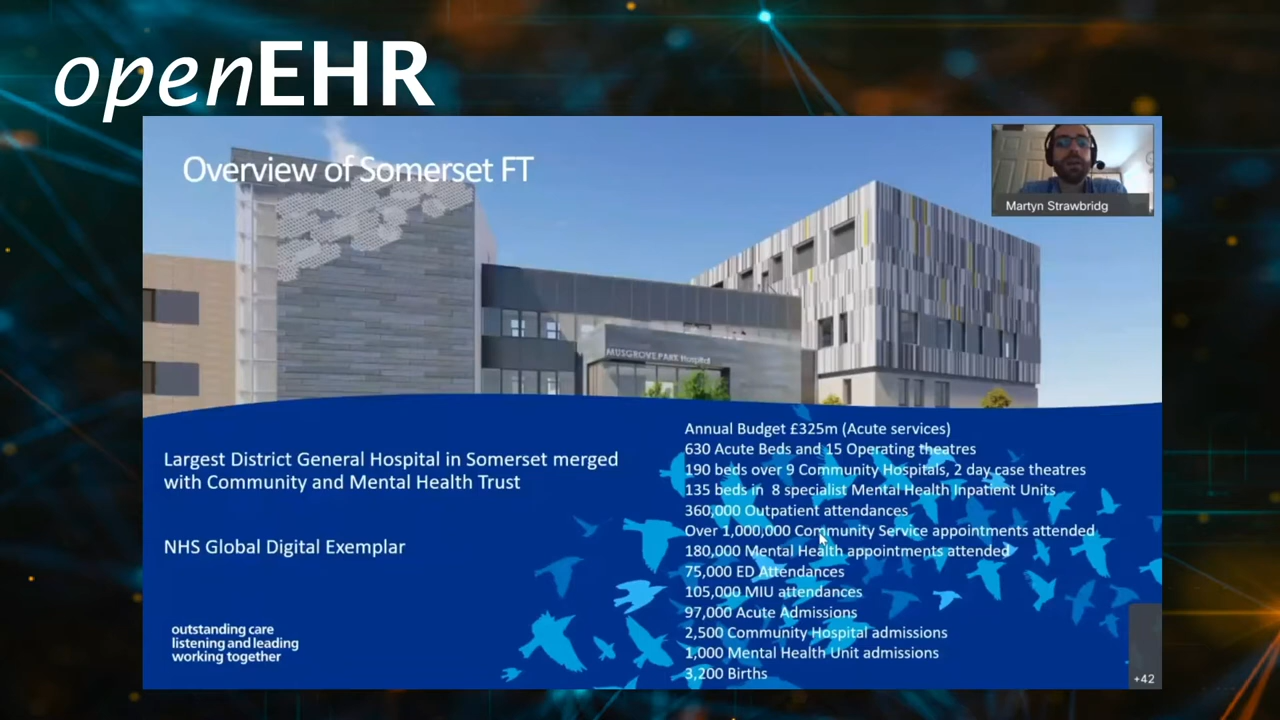 openEHR
Overview of Somerset FT
Martyn Strawbridg
MUSGROVE PARK Hospital
Largest District General Hospital in Somerset merged
with Community and Mental Health Trust
NHS Global Digital Exemplar
outstanding care
listening and leading
working together
Annual Budget £325m (Acute services)
630 Acute Beds and 15 Operating theatres
190 beds over 9 Community Hospitals, 2 day case theatres
135 beds in  8 specialist Mental Health Inpatient Units
360,000 Outpatient attendances
Over 1,000,000 Community Service appointments attended
180,000 Mental Health appointments attended
75,000 ED Attendances
105,000 MIU attendances
97,000 Acute Admissions
2,500 Community Hospital admissions
1,000 Mental Health Unit admissions
3,200 Births
+42